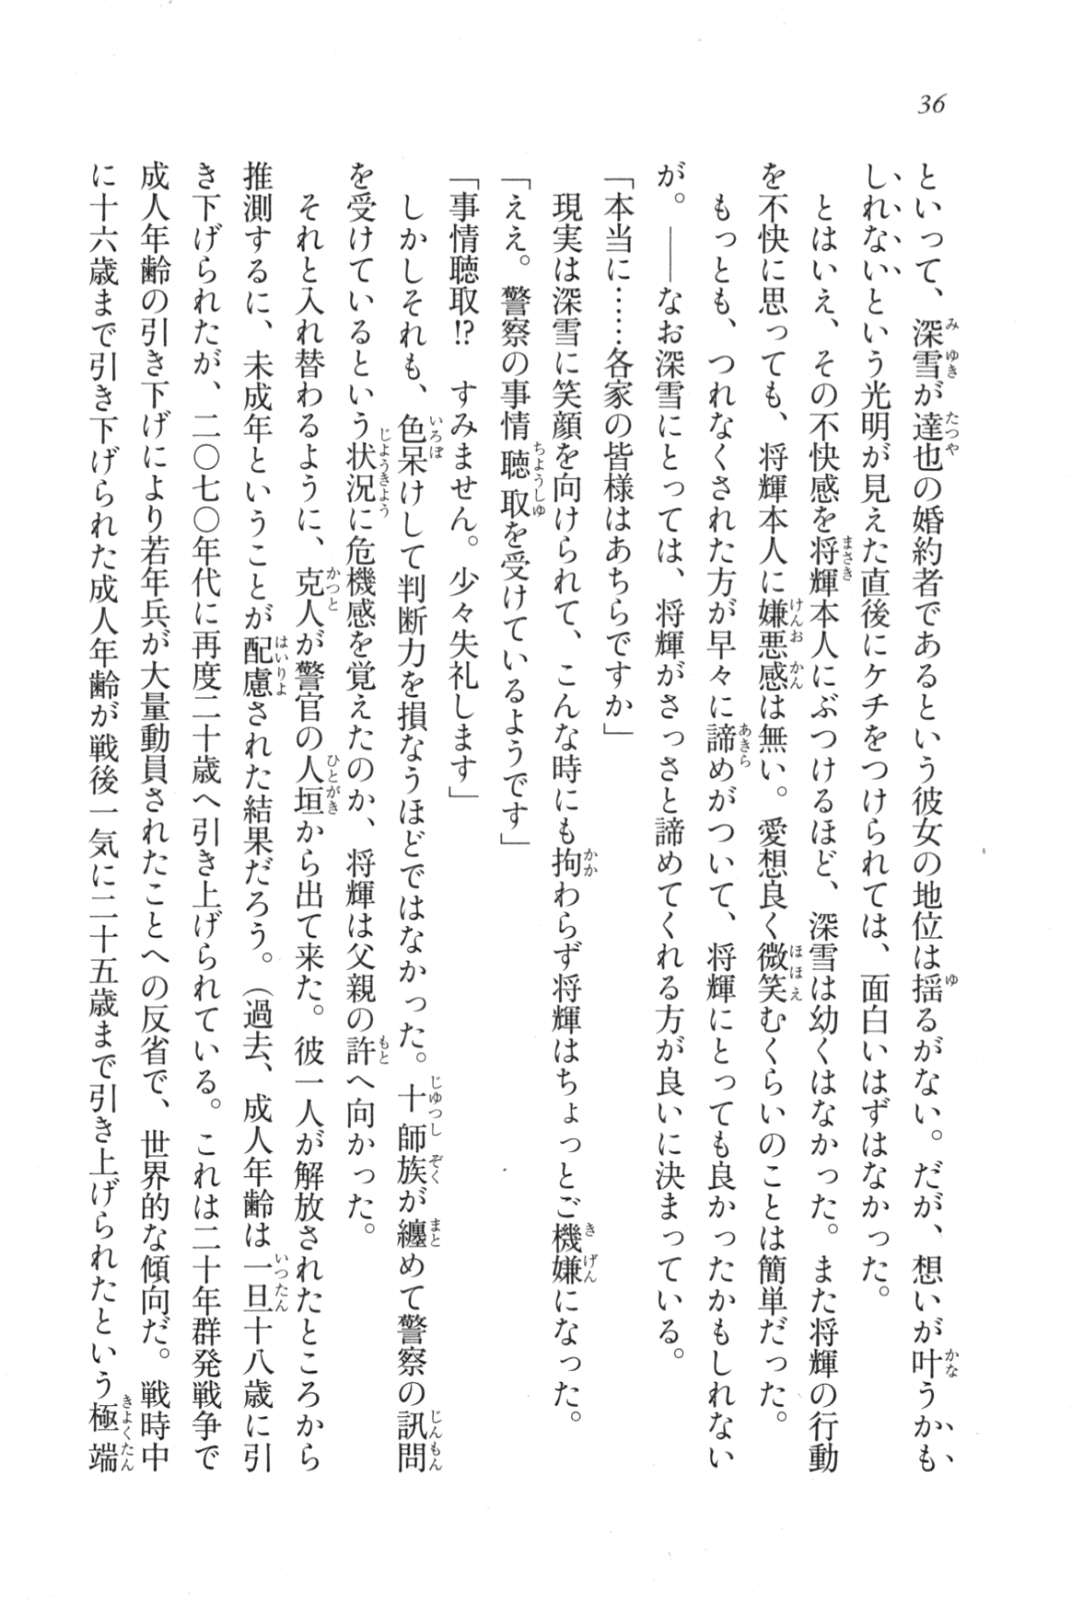 36
といって、深雪が達也の婚約者であるという彼女の地位は揺るがない。だが、想いが叶うかも
しれないという光明が見えた直後にケチをつけられては、面白いはずはなかった。
　とはいえ、その不快感を将輝本人にぶつけるほど、深雪は幼くはなかった。また将輝の行動
を不快に思っても、将輝本人に嫌悪感は無い。愛想良く微笑むくらいのことは簡単だった。
　もっとも、つれなくされた方が早々に諦めがついて、将輝にとっても良かったかもしれない
が。――なお深雪にとっては、将輝がさっさと諦めてくれる方が良いに決まっている。
「本当に……各家の皆様はあちらですか」
　現実は深雪に笑顔を向けられて、こんな時にも拘わらず将輝はちょっとご機嫌になった。
「ええ。警察の事情聴取を受けているようです」
「事情聴取!?　すみません。少々失礼します」
　しかしそれも、色呆けして判断力を損なうほどではなかった。十師族が纏めて警察の訊問
を受けているという状況に危機感を覚えたのか、将輝は父親の許へ向かった。
　それと入れ替わるように、克人が警官の人垣から出て来た。彼一人が解放されたところから
推測するに、未成年ということが配慮された結果だろう。（過去、成人年齢は一旦十八歳に引
き下げられたが、二〇七〇年代に再度二十歳へ引き上げられている。これは二十年群発戦争で
成人年齢の引き下げにより若年兵が大量動員されたことへの反省で、世界的な傾向だ。戦時中
に十六歳まで引き下げられた成人年齢が戦後一気に二十五歳まで引き上げられたという極端